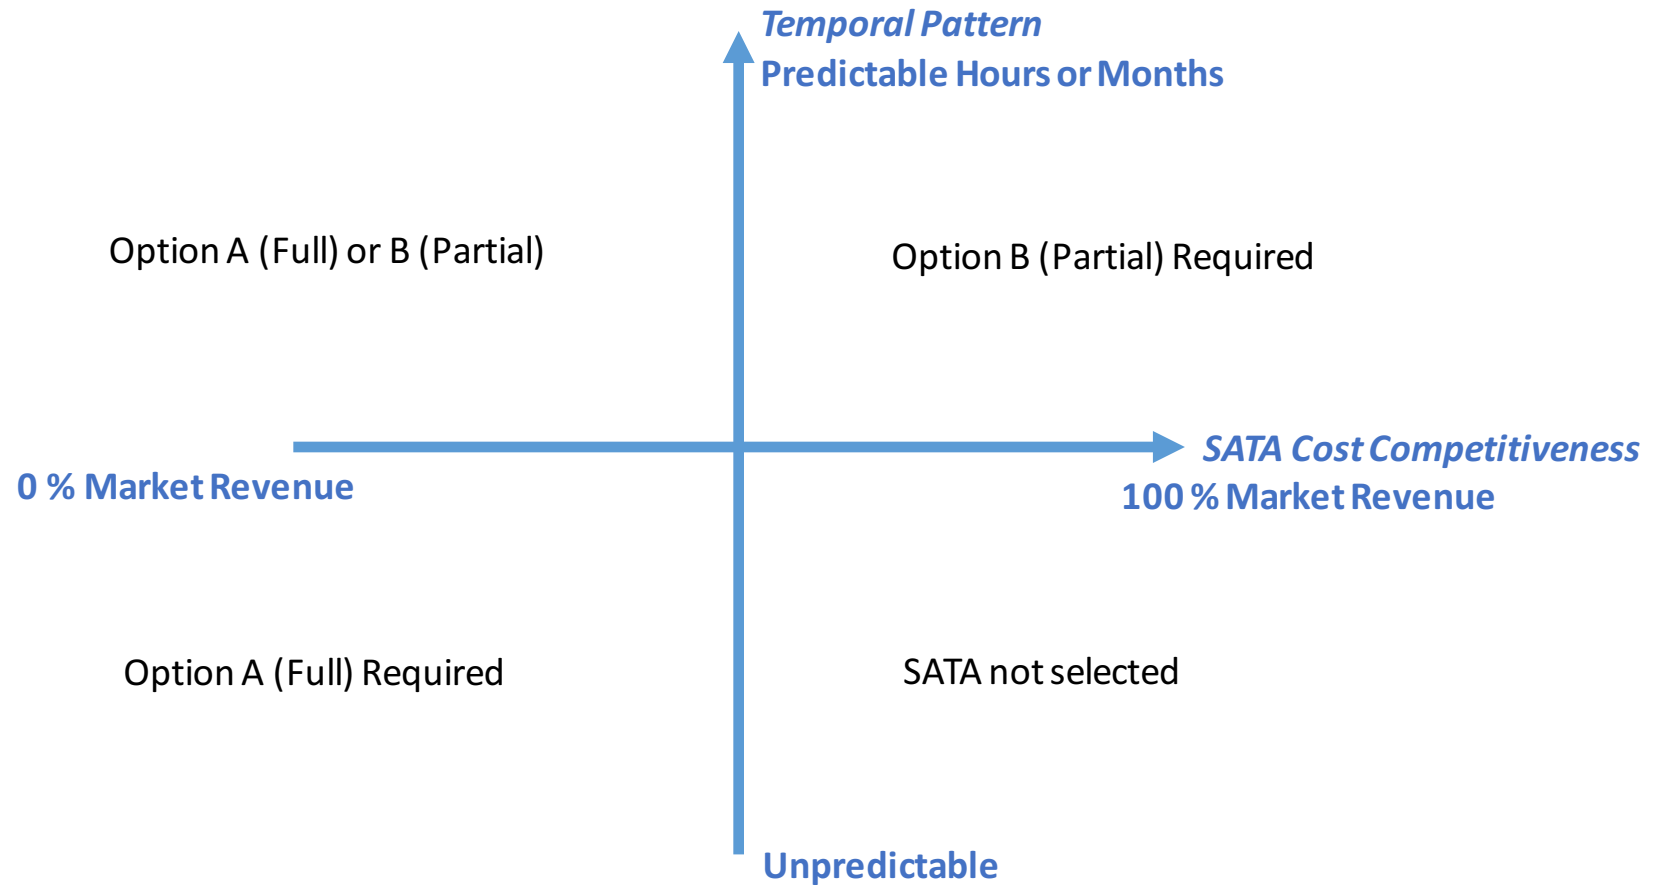 Temporal Pattern
Predictable Hours or Months
Option A (Full) or B (Partial)
Option B (Partial) Required
SATA Cost Competitiveness
0 % Market Revenue
100 % Market Revenue
Option A (Full) Required
SATA not selected
Unpredictable